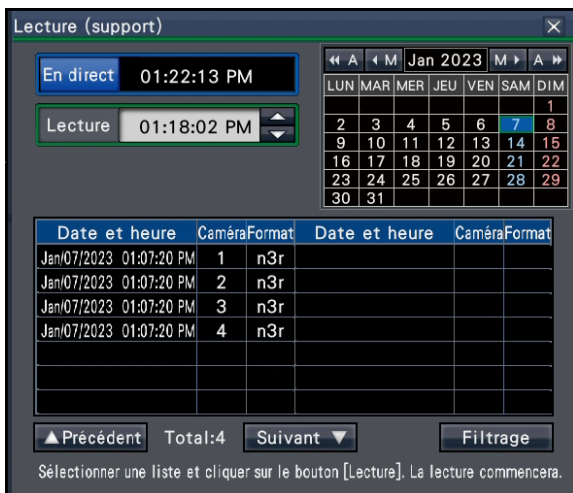 Lecture (support)
En direct 01:22:13 PM
Lecture 01:18:02 PM
A M Jan 2023 M A
LUN MAR MER JEU VEN SAM DIM
1
2 3 4 5 6 7 8
9 10 11 12 13 14 15
16 17 18 19 20 21 22
23 24 25 26 27 28 29
30 31
Date et heure Caméra Format Date et heure Caméra Format
Jan/07/2023 01:07:20 PM 1 n3r
Jan/07/2023 01:07:20 PM 2 n3r
Jan/07/2023 01:07:20 PM 3 n3r
Jan/07/2023 01:07:20 PM 4 n3r
▲Précédent Total:4 Suivant ▼ Filtrage
Sélectionner une liste et cliquer sur le bouton [Lecture]. La lecture commencera.